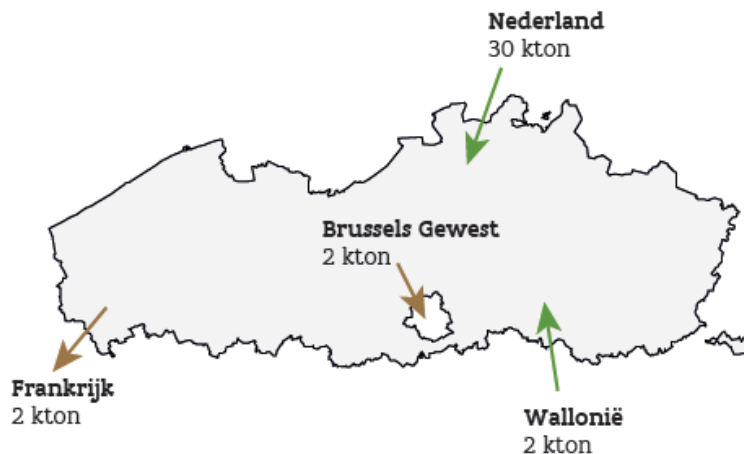 Nederland
30 kton
Brussels Gewest
2 kton
Frankrijk
2 kton
Wallonië
2 kton